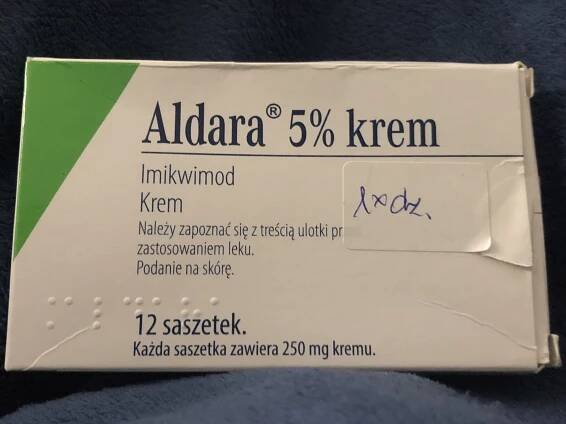 Aldara® 5% krem
Imikwimod
Krem
1 x dz.
Należy zapoznać się z treścią ulotki
zastosowaniem leku.
Podanie na skórę.
12 saszetek.
Każda saszetka zawiera 250 mg kremu.